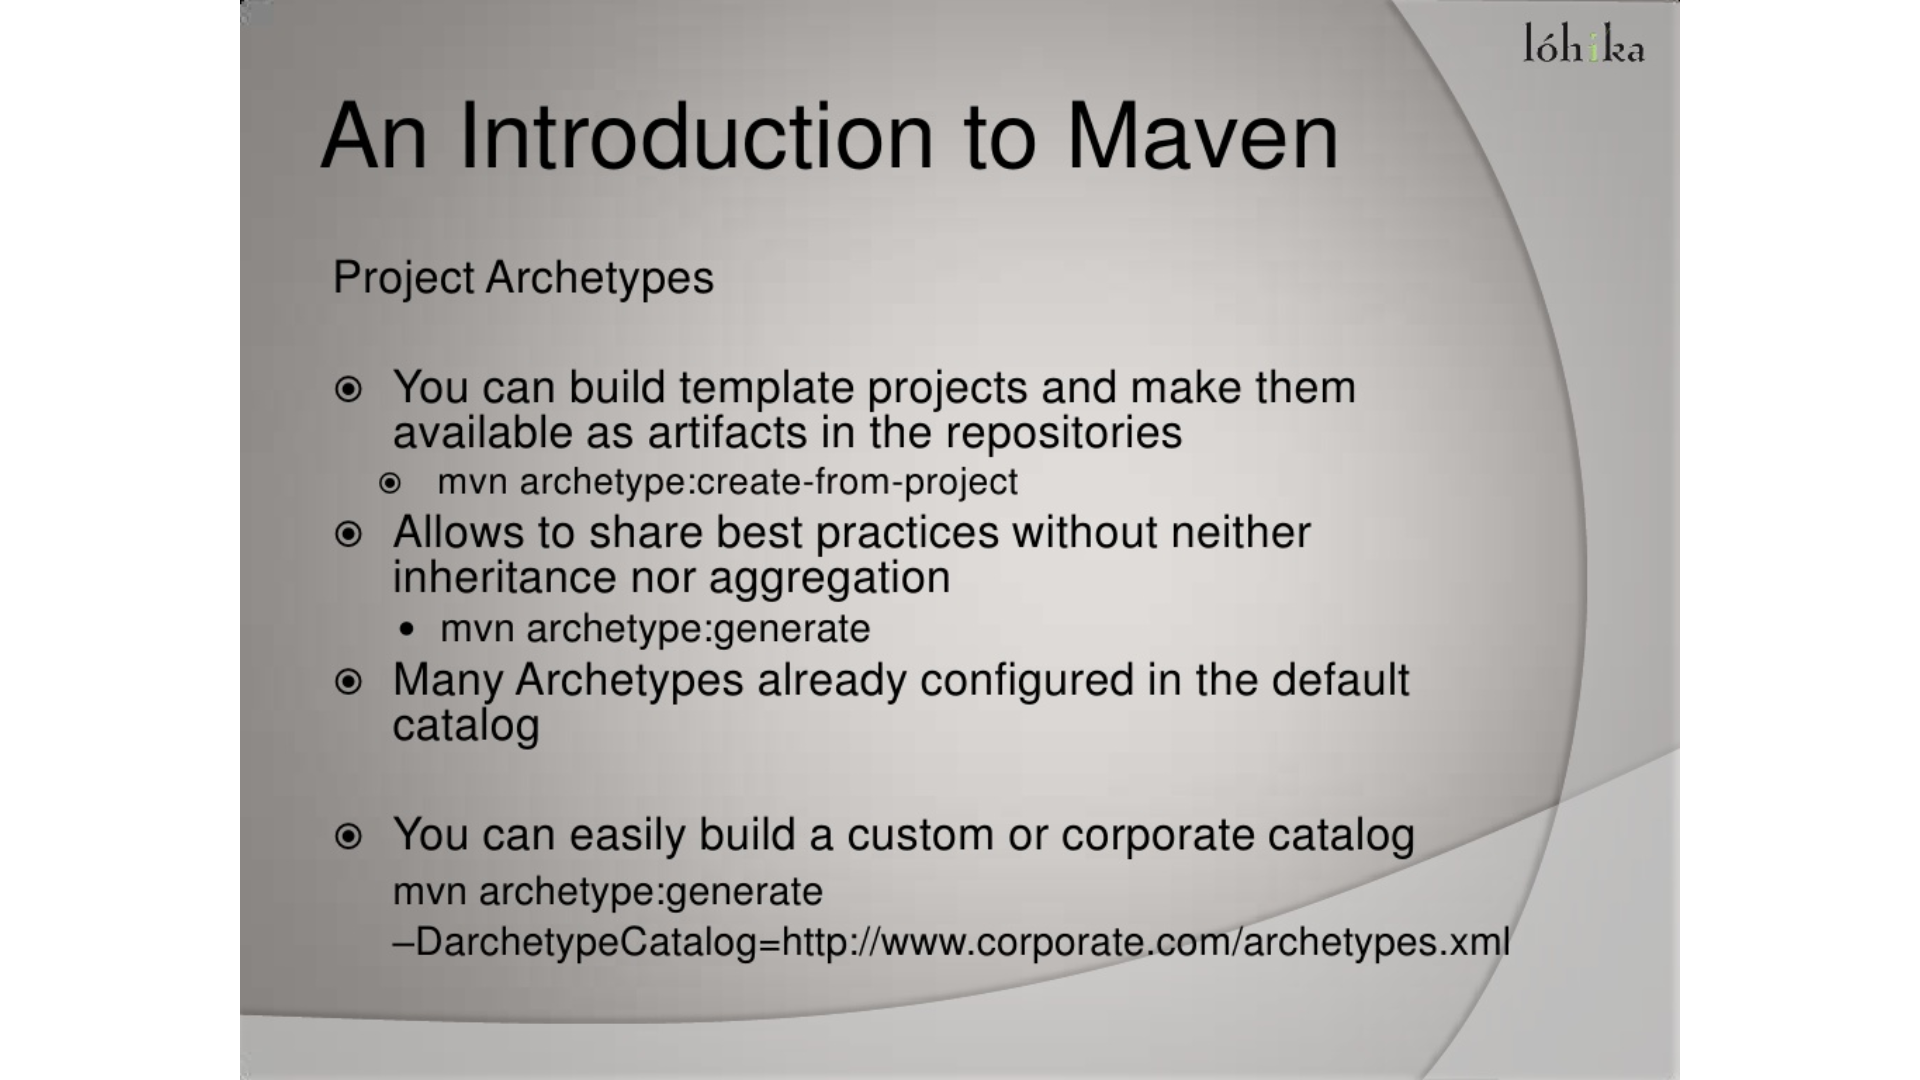 lóhika
An Introduction to Maven
Project Archetypes
You can build template projects and make them
available as artifacts in the repositories
mvn archetype:create-from-project
Allows to share best practices without neither
inheritance nor aggregation
mvn archetype:generate
Many Archetypes already configured in the default
catalog
You can easily build a custom or corporate catalog
mvn archetype:generate
–DarchetypeCatalog=http://www.corporate.com/archetypes.xml